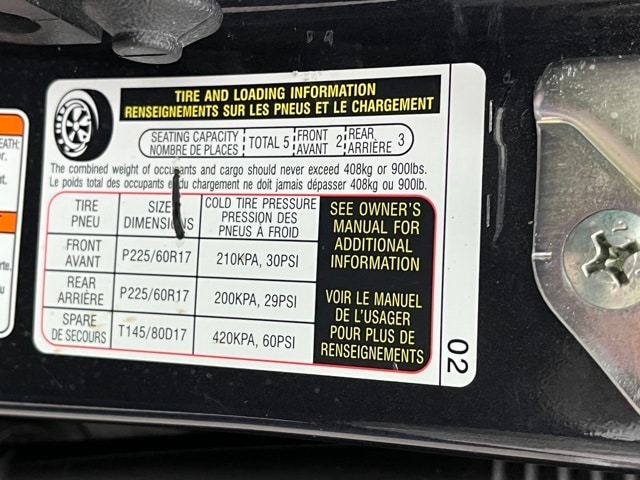 TIRE AND LOADING INFORMATION
RENSEIGNEMENTS SUR LES PNEUS ET LE CHARGEMENT
SEATING CAPACITY NOMBRE DE PLACES TOTAL 5 FRONT AVANT 2 REAR ARRIÈRE 3
The combined weight of occupants and cargo should never exceed 408kg or 900lbs.
Le poids total des occupants et du chargement ne doit jamais dépasser 408kg ou 900lb.
TIRE PNEU SIZE DIMENSIONS COLD TIRE PRESSURE PRESSION DES PNEUS À FROID
FRONT AVANT P225/60R17 210KPA, 30PSI
REAR ARRIÈRE P225/60R17 200KPA, 29PSI
SPARE DE SECOURS T145/80D17 420KPA, 60PSI
SEE OWNER'S
MANUAL FOR
ADDITIONAL
INFORMATION
VOIR LE MANUEL
DE L'USAGER
POUR PLUS DE
RENSEIGNEMENTS
02